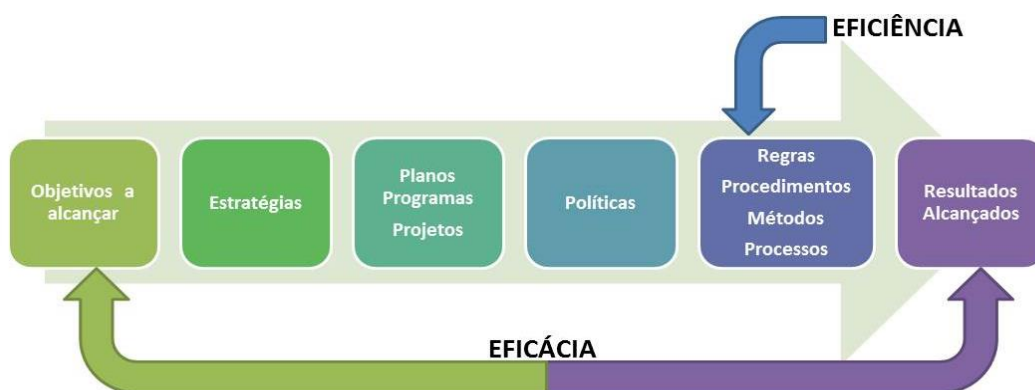 EFICIÊNCIA
Objetivos a
alcançar
Estratégias
Planos
Programas
Projetos
Políticas
Regras
Procedimentos
Métodos
Processos
Resultados
Alcançados
EFICÁCIA